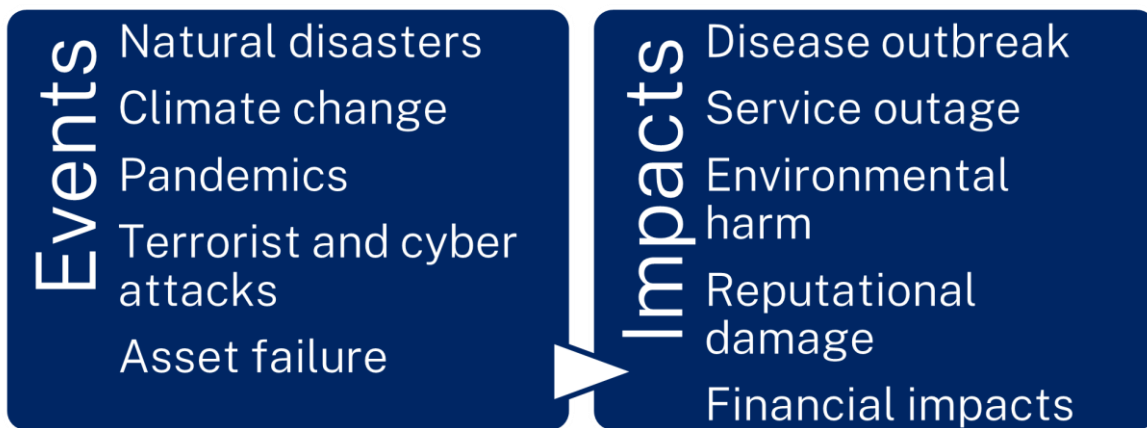 Events
Natural disasters
Climate change
Pandemics
Terrorist and cyber
attacks
Asset failure
Impacts
Disease outbreak
Service outage
Environmental
harm
Reputational
damage
Financial impacts